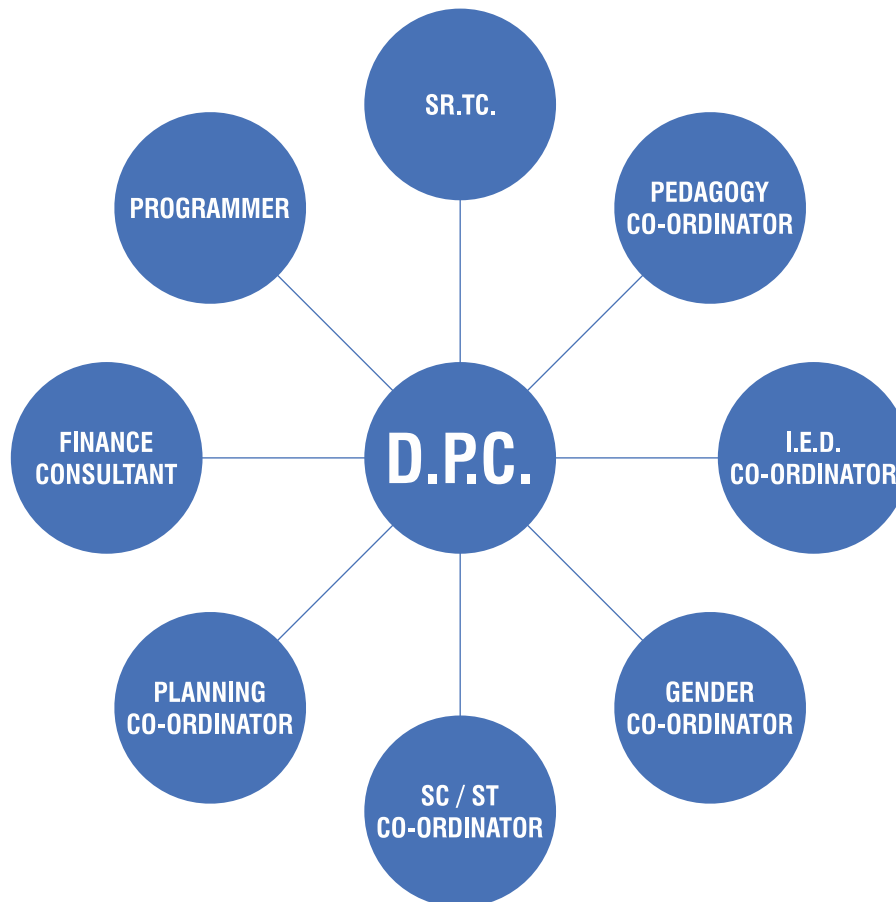 SR.TC.
PROGRAMMER
PEDAGOGY
CO-ORDINATOR
FINANCE
CONSULTANT
D.P.C.
I.E.D.
CO-ORDINATOR
PLANNING
CO-ORDINATOR
GENDER
CO-ORDINATOR
SC / ST
CO-ORDINATOR